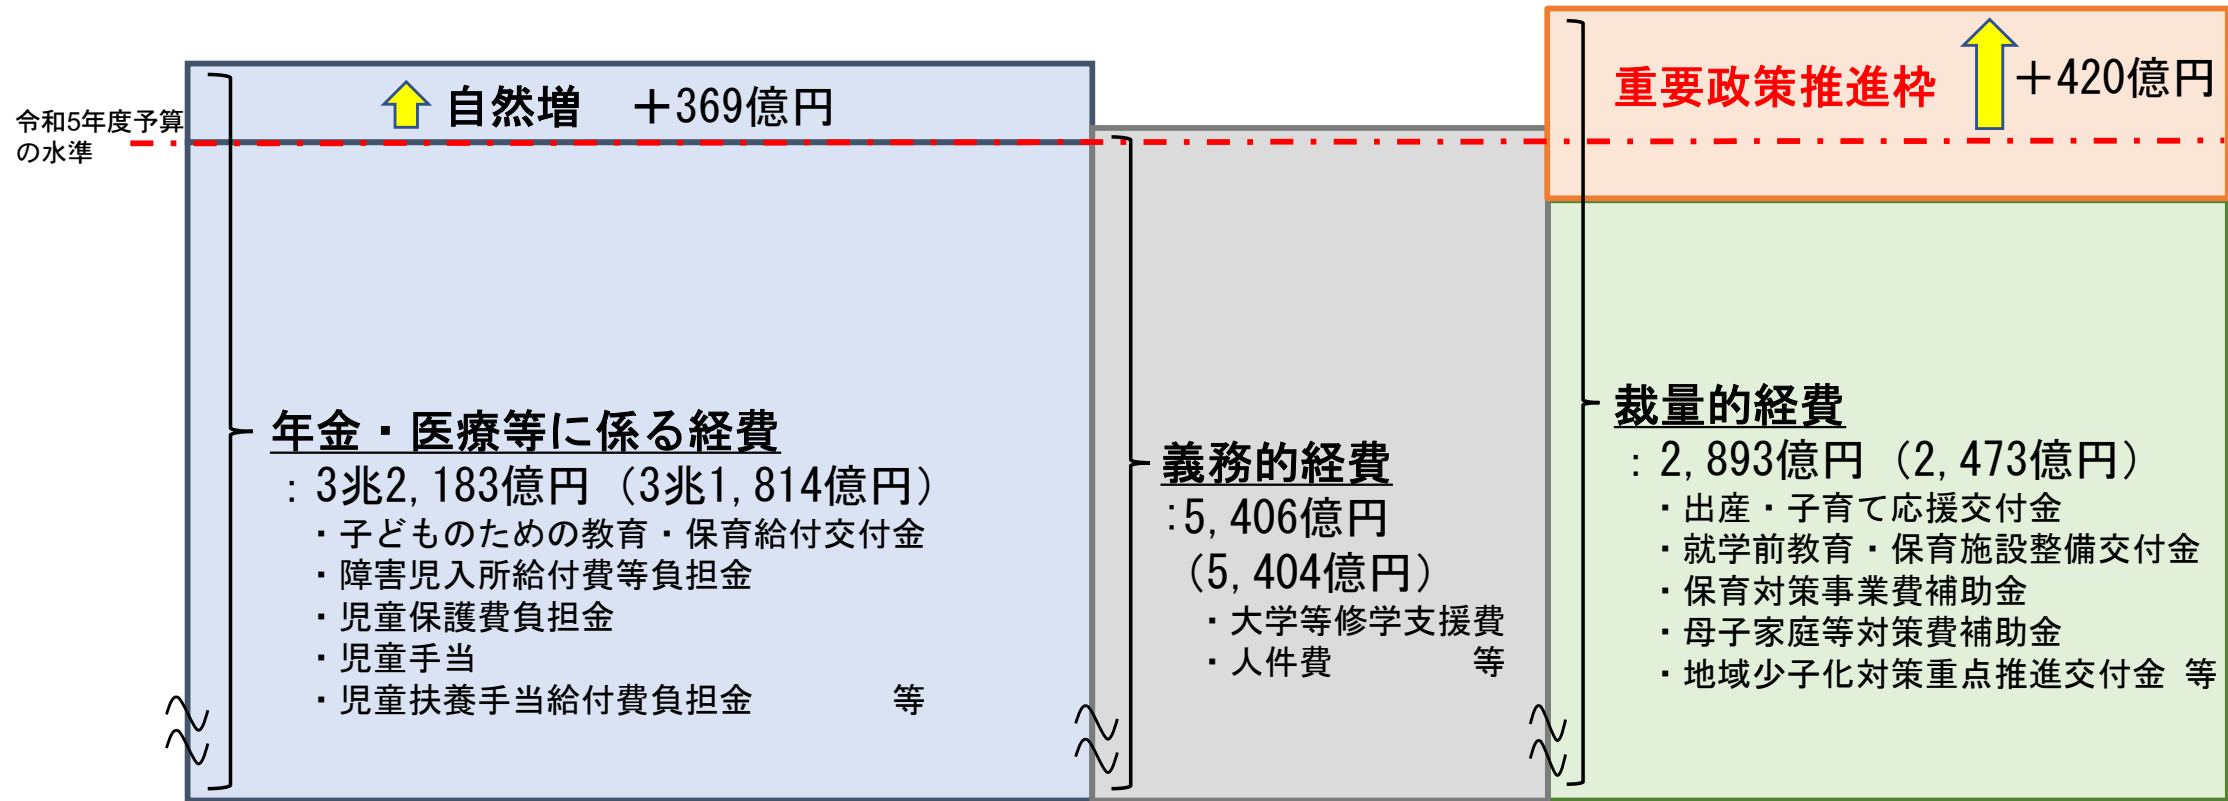 令和5年度予算
の水準
自然増　＋369億円
年金・医療等に係る経費
：3兆2,183億円（3兆1,814億円）
・子どものための教育・保育給付交付金
・障害児入所給付費等負担金
・児童保護費負担金
・児童手当
・児童扶養手当給付費負担金　　　　等
義務的経費
：5,406億円
（5,404億円）
・大学等修学支援費
・人件費　　　　等
重要政策推進枠
＋420億円
裁量的経費
：2,893億円（2,473億円）
・出産・子育て応援交付金
・就学前教育・保育施設整備交付金
・保育対策事業費補助金
・母子家庭等対策費補助金
・地域少子化対策重点推進交付金 等